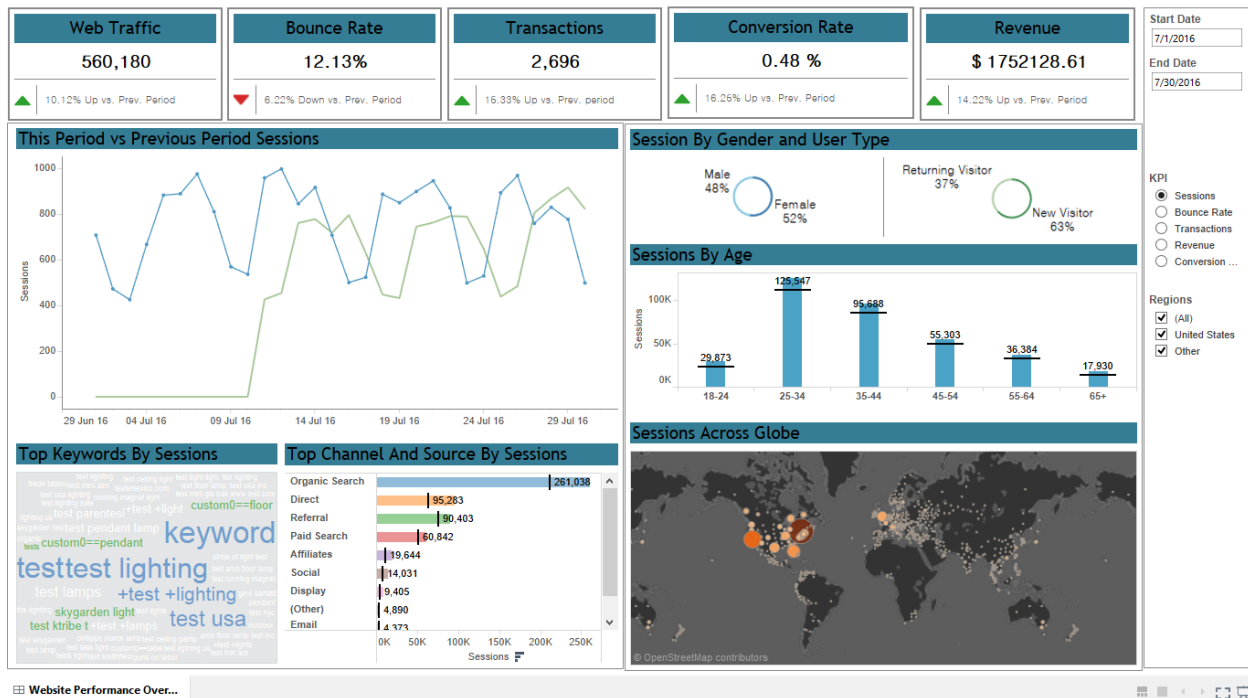 Web Traffic
560,180
10.12% Up vs. Prev. Period
Bounce Rate
12.13%
6.22% Down vs. Prev. Period
Transactions
2,696
16.33% Up vs. Prev. period
Conversion Rate
0.48 %
16.26% Up vs. Prev. Period
Revenue
$ 1752128.61
14.22% Up vs. Prev. Period
Start Date
7/1/2016
End Date
7/30/2016
KPI
Sessions
Bounce Rate
Transactions
Revenue
Conversion ...
Regions
(All)
United States
Other
This Period vs Previous Period Sessions
Sessions
1000
800
600
400
200
0
29 Jun 16
04 Jul 16
09 Jul 16
14 Jul 16
19 Jul 16
24 Jul 16
29 Jul 16
Session By Gender and User Type
Male
48%
Female
52%
Returning Visitor
37%
New Visitor
63%
Sessions By Age
Sessions
100K
50K
0K
29,873
125,547
95,688
55,303
36,384
17,930
18-24
25-34
35-44
45-54
55-64
65+
Top Keywords By Sessions
custom0==floor
+test +light
test parentesi
test pendant lamp
keyword
custom0==pendant
testtest lighting
test lamps
+test +lighting
skygarden light
test usa
test ktribe t
+test +lamps
Top Channel And Source By Sessions
Organic Search 261,038
Direct 95,283
Referral 90,403
Paid Search 60,842
Affiliates 19,644
Social 14,031
Display 9,405
(Other) 4,890
Email 4,373
0K 50K 100K 150K 200K 250K
Sessions
Sessions Across Globe
© OpenStreetMap contributors
Website Performance Over...